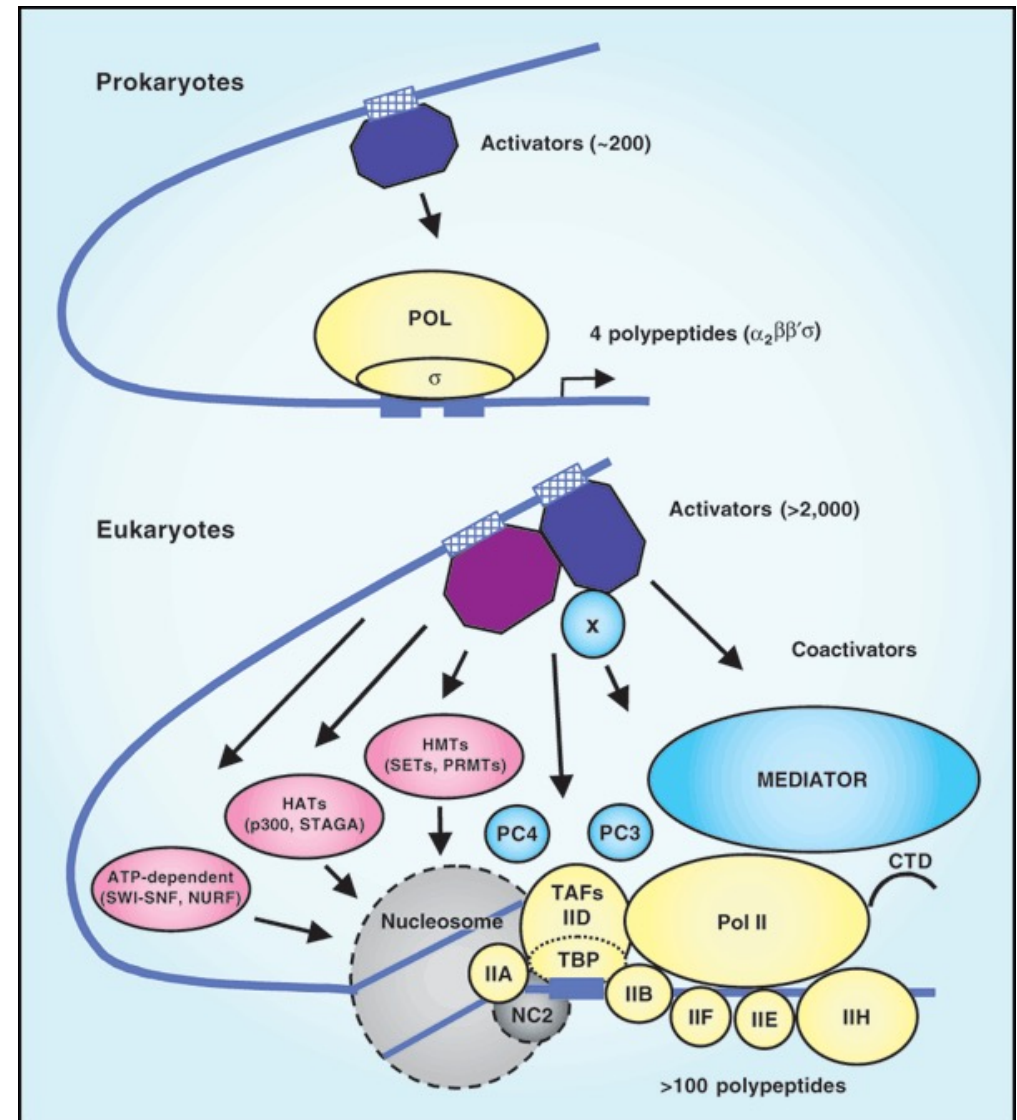 Prokaryotes
Activators (~200)
POL
4 polypeptides (α₂ββ′σ)
σ
Eukaryotes
Activators (>2,000)
x
Coactivators
HMTs
(SETs, PRMTs)
MEDIATOR
HATs
(p300, STAGA)
PC4
PC3
CTD
ATP-dependent
(SWI-SNF, NURF)
TAFs
IID
Nucleosome
Pol II
TBP
IIA
IIB
NC2
IIF
IIE
IIH
>100 polypeptides